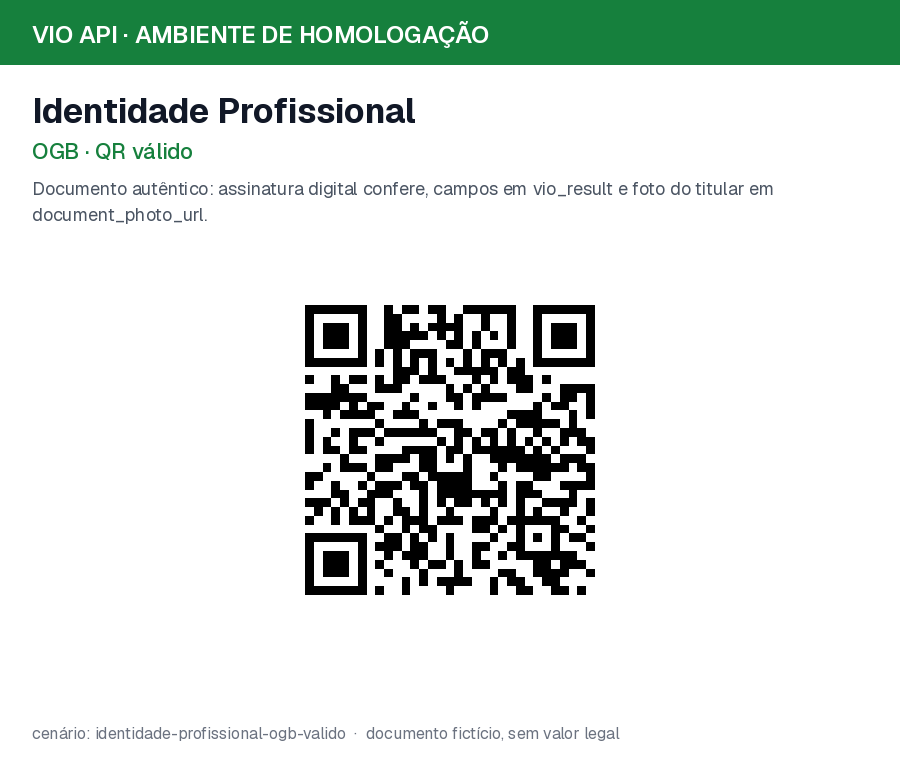 VIO API · AMBIENTE DE HOMOLOGAÇÃO
Identidade Profissional
OGB · QR válido
Documento autêntico: assinatura digital confere, campos em vio_result e foto do titular em
document_photo_url.
cenário: identidade-profissional-ogb-valido · documento fictício, sem valor legal